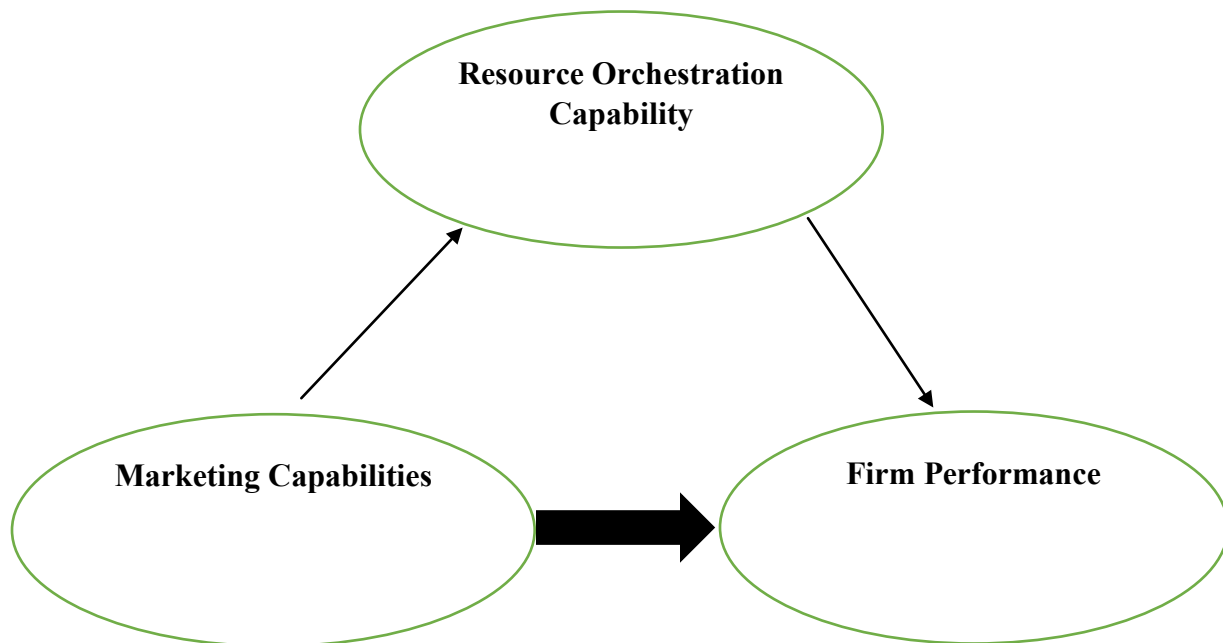 Resource Orchestration
Capability
Marketing Capabilities
Firm Performance